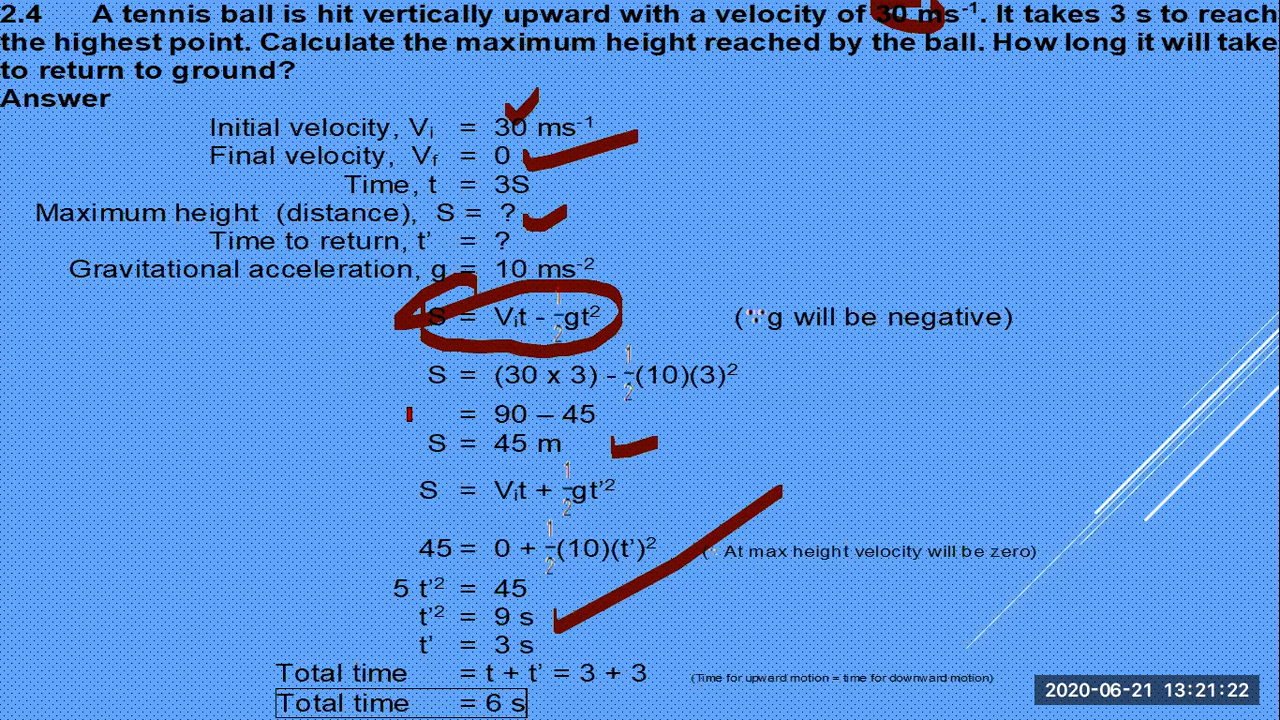 2.4 A tennis ball is hit vertically upward with a velocity of 30 ms⁻¹. It takes 3 s to reach
the highest point. Calculate the maximum height reached by the ball. How long it will take
to return to ground?
Answer
Initial velocity, Vᵢ = 30 ms⁻¹
Final velocity, V_f = 0
Time, t = 3S
Maximum height (distance), S = ?
Time to return, t’ = ?
Gravitational acceleration, g = 10 ms⁻²
S = Vᵢt - ½gt² (∵g will be negative)
S = (30 x 3) - ½(10)(3)²
= 90 – 45
S = 45 m
S = Vᵢt + ½gt’²
45 = 0 + ½(10)(t’)² (∵ At max height velocity will be zero)
5 t’² = 45
t’² = 9 s
t’ = 3 s
Total time = t + t’ = 3 + 3 (Time for upward motion = time for downward motion)
Total time = 6 s
2020-06-21 13:21:22